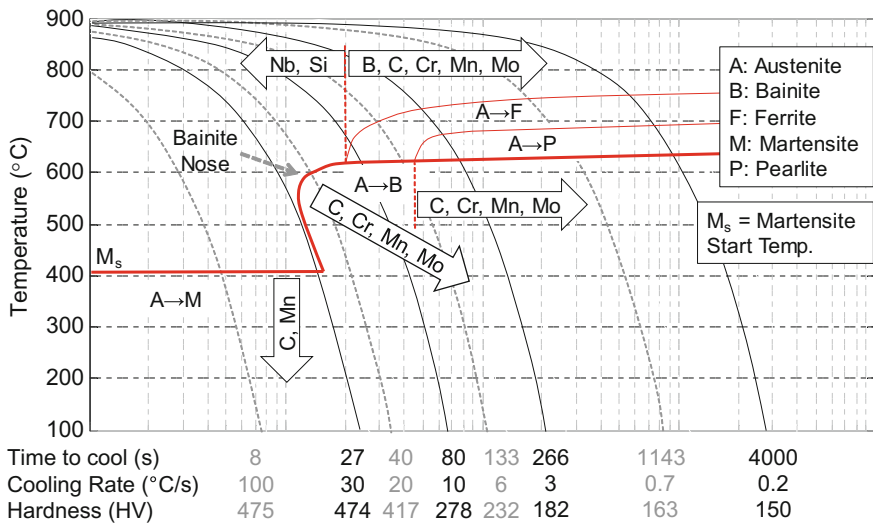 900
800
700
600
500
400
300
200
100
Temperature (°C)
Nb, Si
B, C, Cr, Mn, Mo
A→F
A→P
Bainite
Nose
A→B
C, Cr, Mn, Mo
C, Cr, Mn, Mo
Ms
A→M
C, Mn
A: Austenite
B: Bainite
F: Ferrite
M: Martensite
P: Pearlite
Ms = Martensite
Start Temp.
Time to cool (s) 8 27 40 80 133 266 1143 4000
Cooling Rate (°C/s) 100 30 20 10 6 3 0.7 0.2
Hardness (HV) 475 474 417 278 232 182 163 150